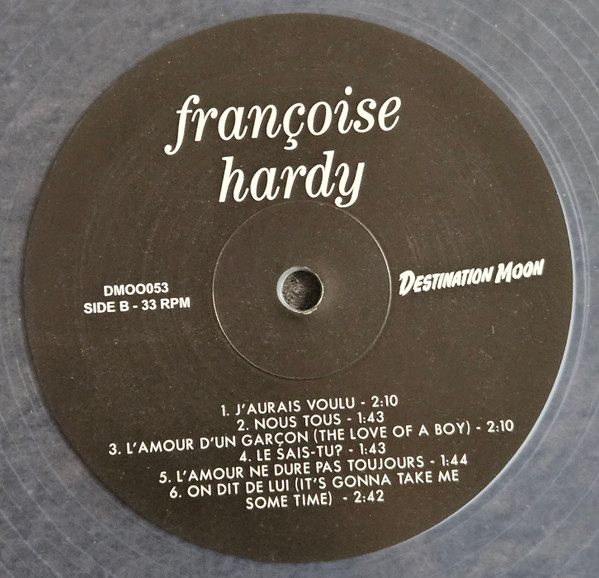 françoise
hardy
DMOO053
SIDE B - 33 RPM
DESTINATION MOON
1. J'AURAIS VOULU - 2:10
2. NOUS TOUS - 1:43
3. L'AMOUR D'UN GARÇON (THE LOVE OF A BOY) - 2:10
4. LE SAIS-TU? - 1:43
5. L'AMOUR NE DURE PAS TOUJOURS - 1:44
6. ON DIT DE LUI (IT'S GONNA TAKE ME
SOME TIME) - 2:42